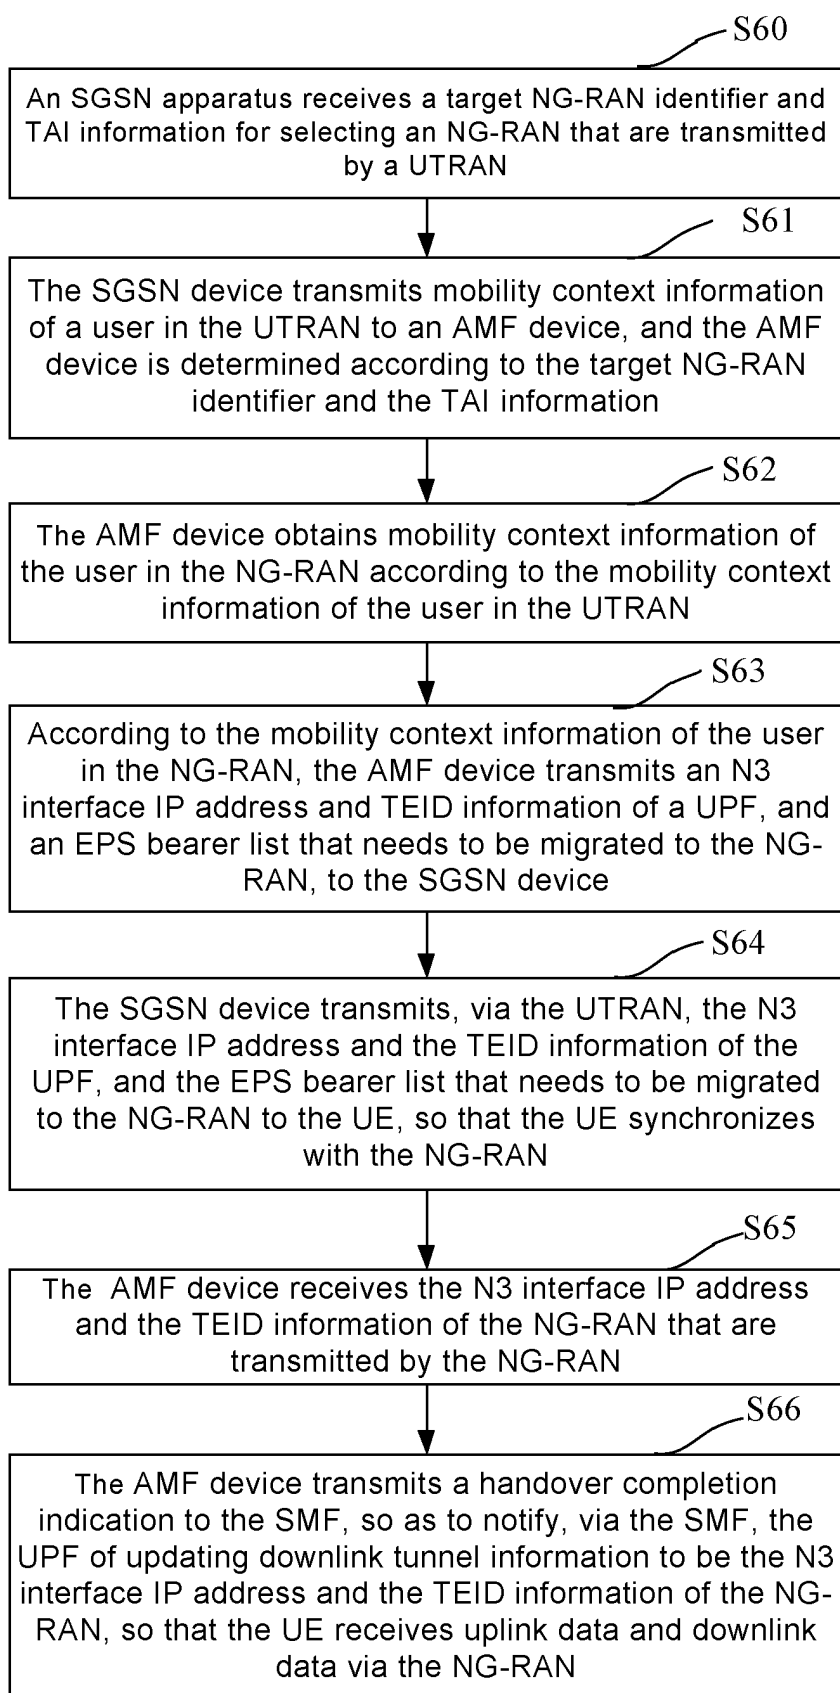 S60
An SGSN apparatus receives a target NG-RAN identifier and
TAI information for selecting an NG-RAN that are transmitted
by a UTRAN
S61
The SGSN device transmits mobility context information
of a user in the UTRAN to an AMF device, and the AMF
device is determined according to the target NG-RAN
identifier and the TAI information
S62
The AMF device obtains mobility context information of
the user in the NG-RAN according to the mobility context
information of the user in the UTRAN
S63
According to the mobility context information of the user
in the NG-RAN, the AMF device transmits an N3
interface IP address and TEID information of a UPF, and
an EPS bearer list that needs to be migrated to the NG-
RAN, to the SGSN device
S64
The SGSN device transmits, via the UTRAN, the N3
interface IP address and the TEID information of the
UPF, and the EPS bearer list that needs to be migrated
to the NG-RAN to the UE, so that the UE synchronizes
with the NG-RAN
S65
The AMF device receives the N3 interface IP address
and the TEID information of the NG-RAN that are
transmitted by the NG-RAN
S66
The AMF device transmits a handover completion
indication to the SMF, so as to notify, via the SMF, the
UPF of updating downlink tunnel information to be the N3
interface IP address and the TEID information of the NG-
RAN, so that the UE receives uplink data and downlink
data via the NG-RAN